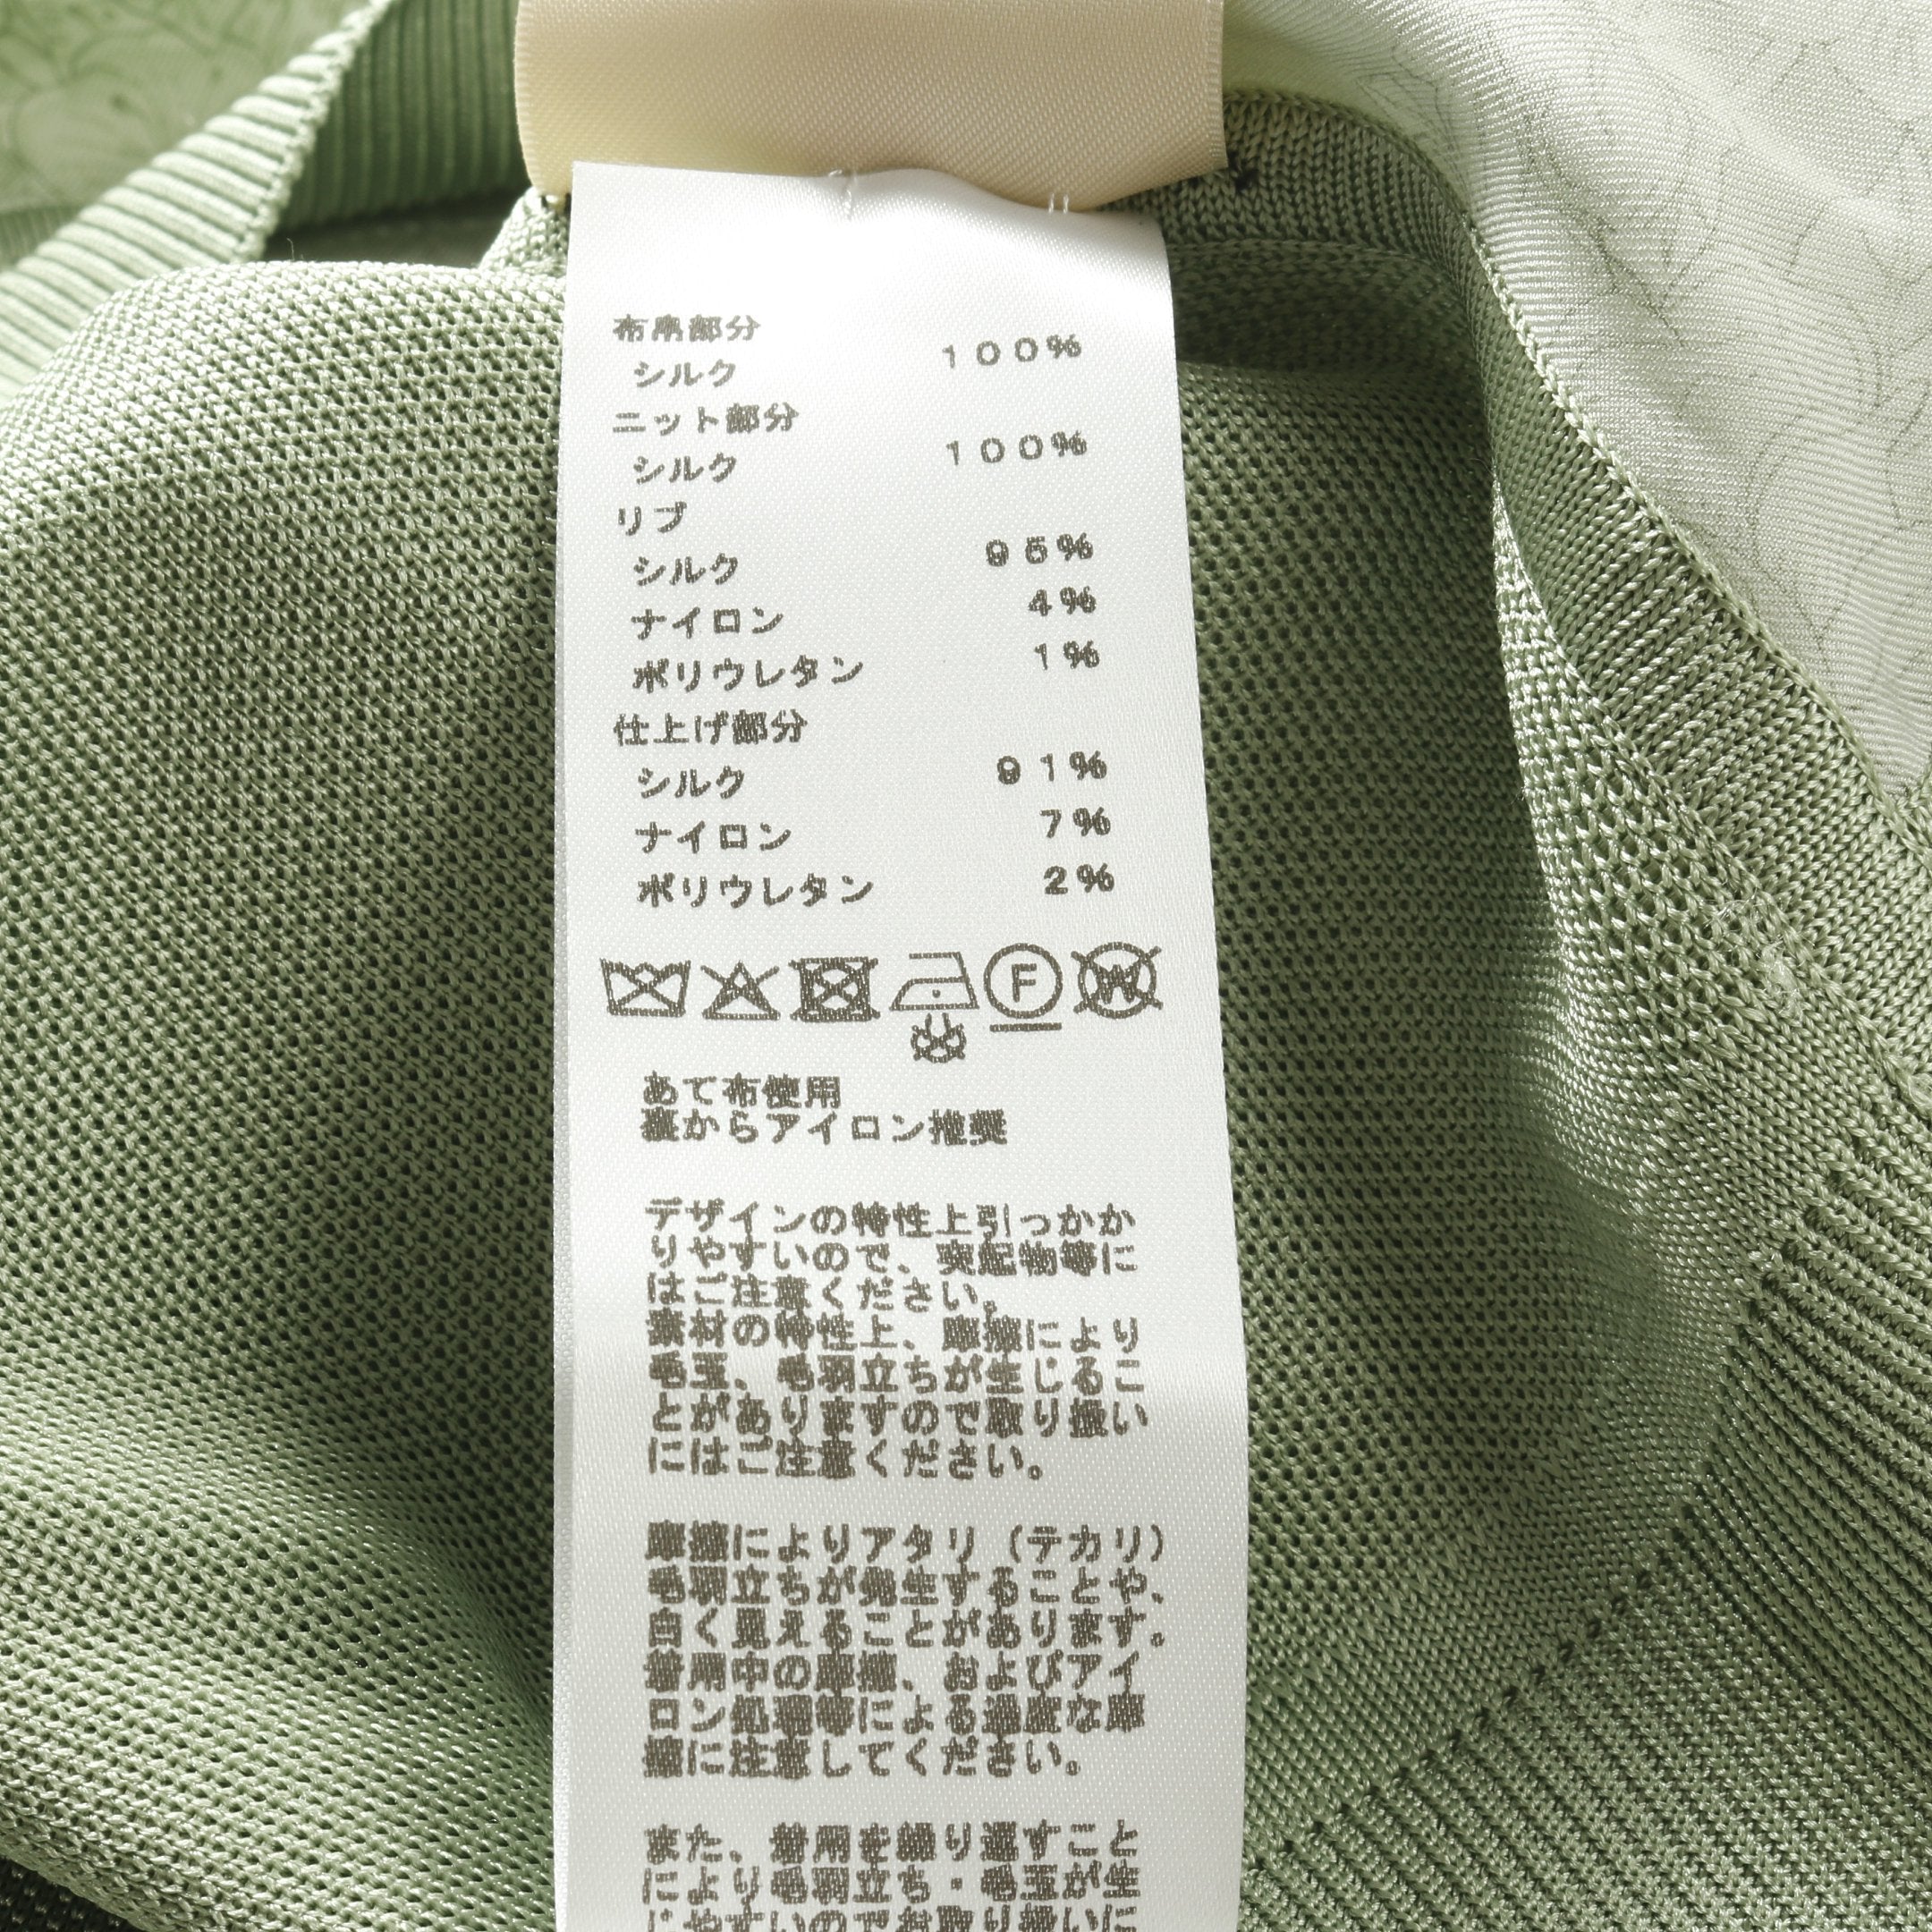 布帛部分
シルク 100%
ニット部分
シルク 100%
リブ
シルク 95%
ナイロン 4%
ポリウレタン 1%
仕上げ部分
シルク 91%
ナイロン 7%
ポリウレタン 2%
F W
あて布使用
裏からアイロン推奨
デザインの特性上引っかか
りやすいので、突起物等に
はご注意ください。
素材の特性上、摩擦により
毛玉、毛羽立ちが生じるこ
とがありますので取り扱い
にはご注意ください。
摩擦によりアタリ（テカリ）
毛羽立ちが発生することや、
白く見えることがあります。
着用中の摩擦、およびアイ
ロン処理等による過度な摩
擦に注意してください。
また、着用を繰り返すこと
により毛羽立ち・毛玉が生
じやすいのでお取り扱いに